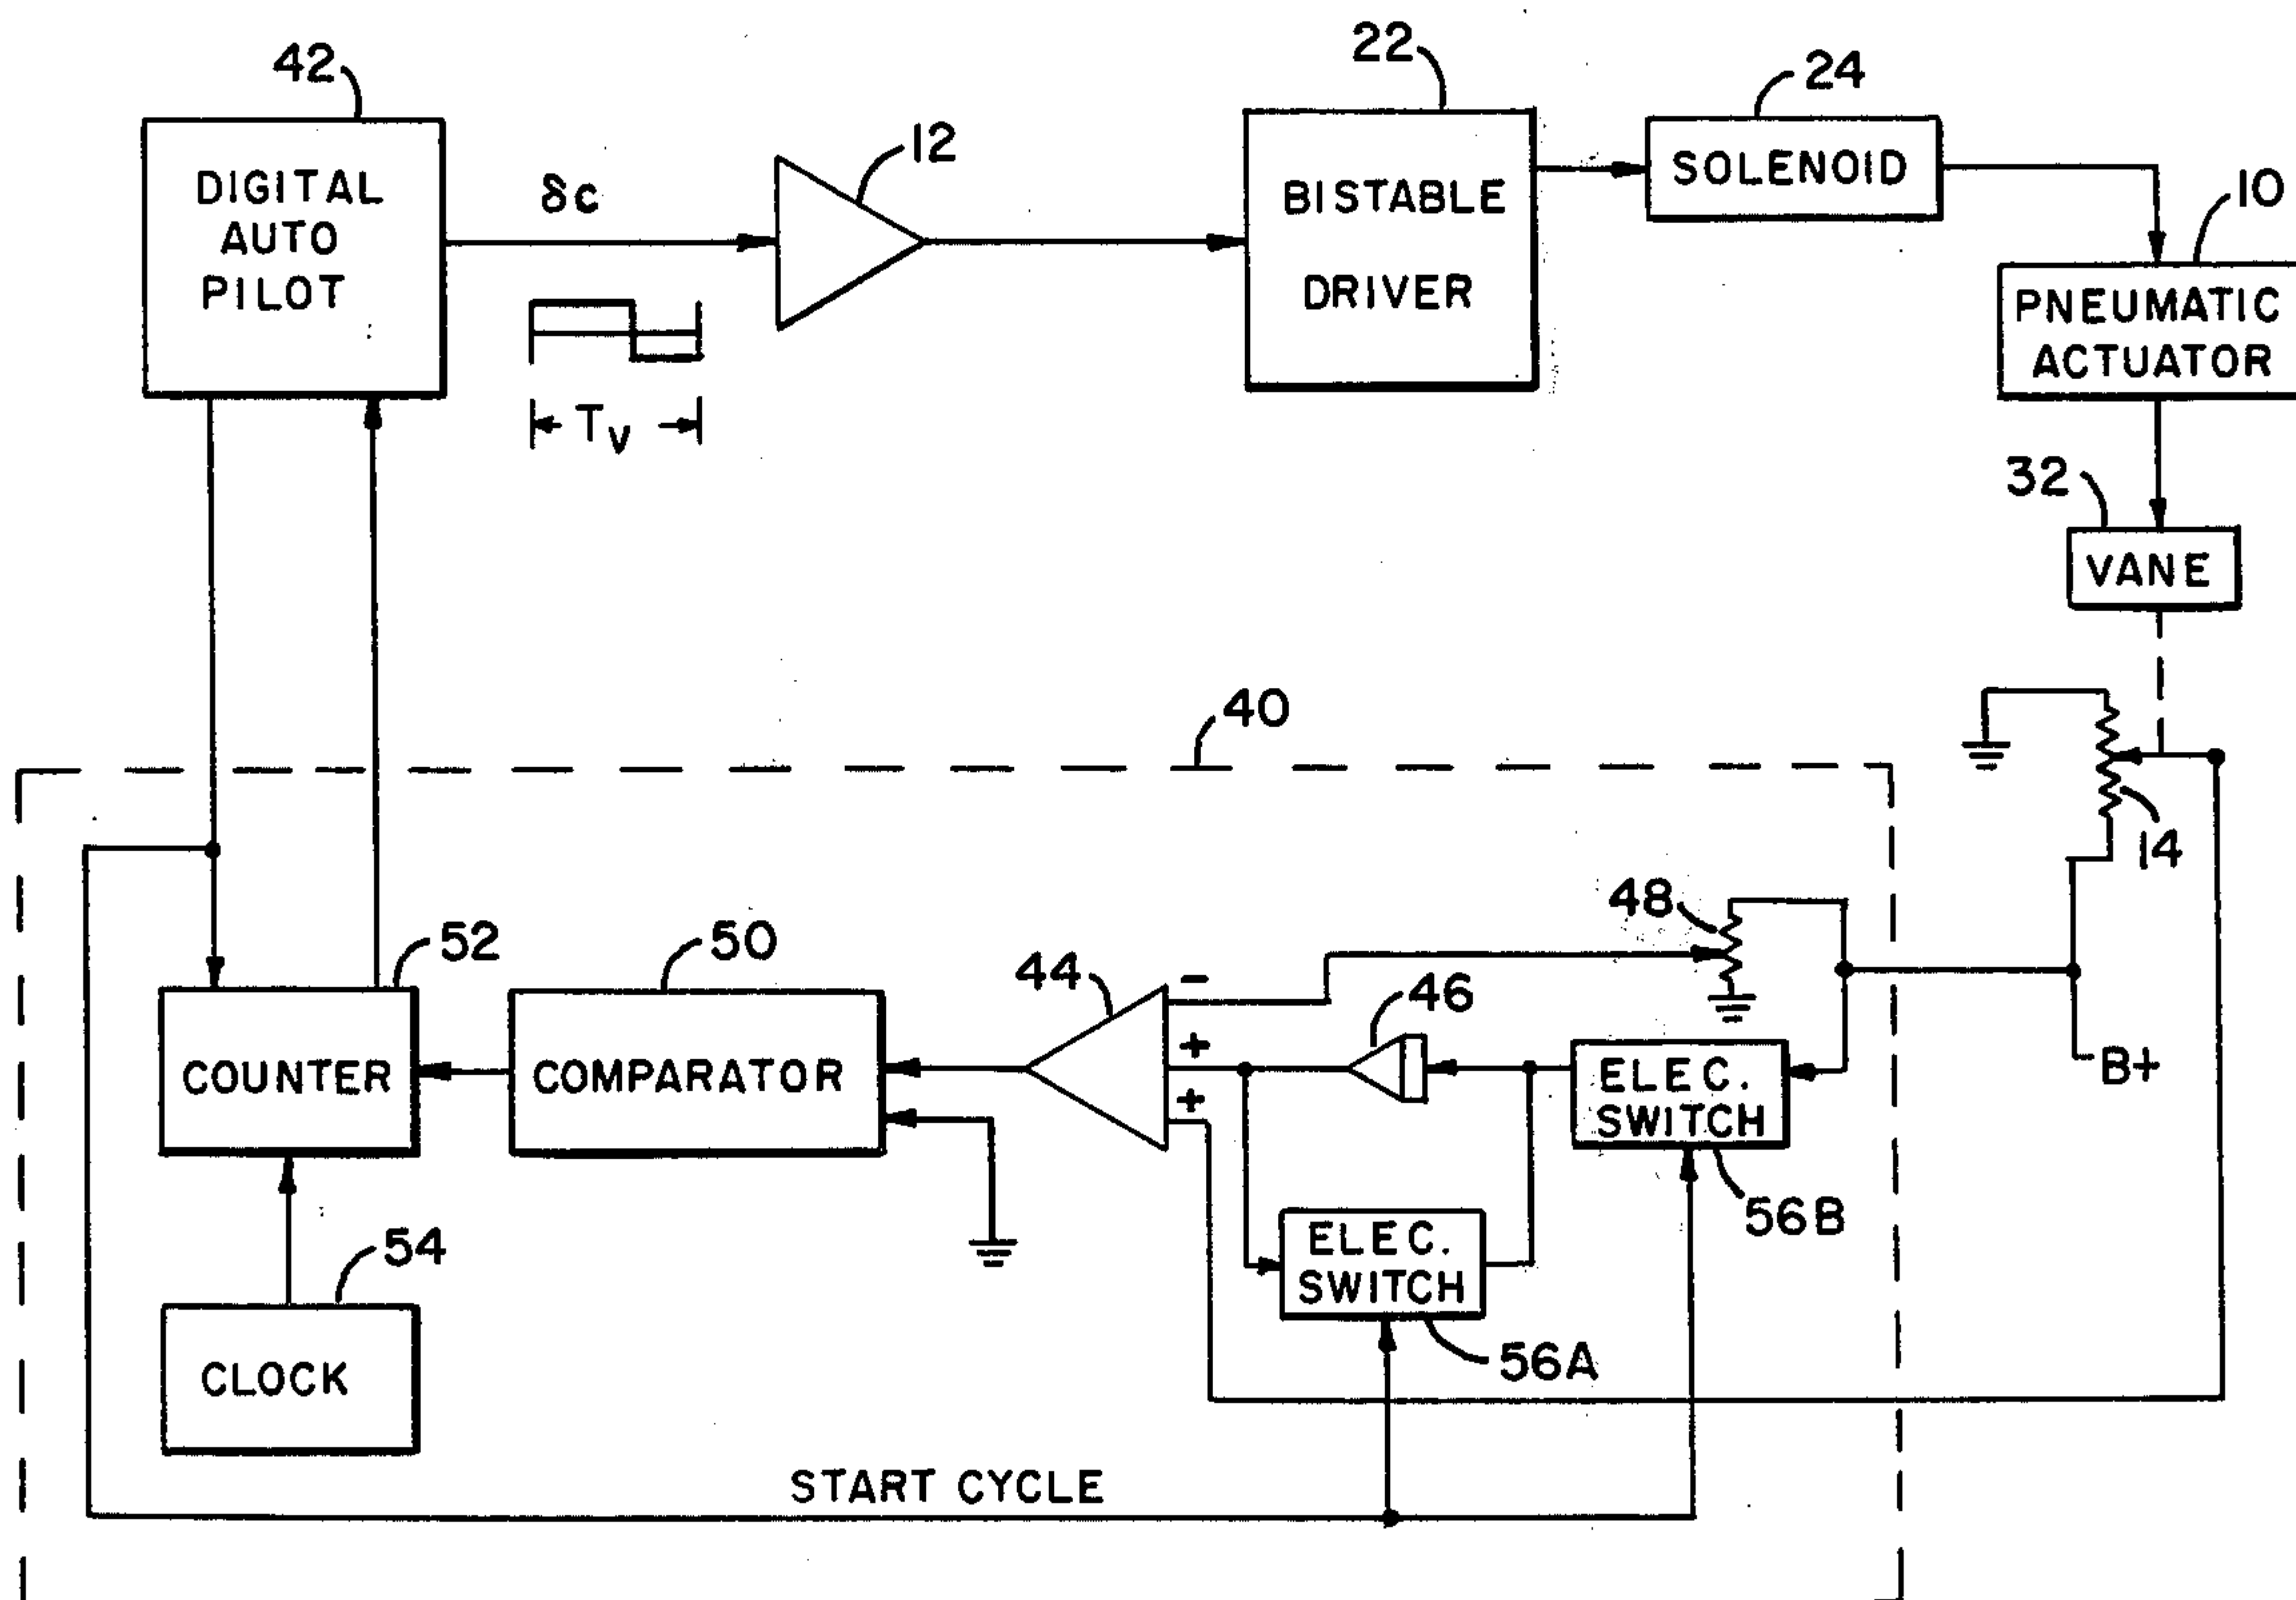 42
22
24
12
DIGITAL
AUTO
PILOT
δc
BISTABLE
DRIVER
SOLENOID
10
PNEUMATIC
ACTUATOR
Tv
32
VANE
40
14
48
52
50
44
-
46
+
+
COUNTER
COMPARATOR
ELEC.
SWITCH
B+
56B
54
ELEC.
SWITCH
56A
CLOCK
START CYCLE